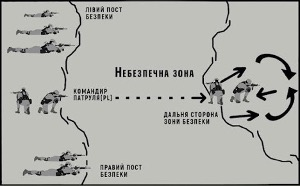 ЛІВИЙ ПОСТ
БЕЗПЕКИ
НЕБЕЗПЕЧНА ЗОНА
КОМАНДИР
ПАТРУЛЯ(PL)
ДАЛЬНЯ СТОРОНА
ЗОНИ БЕЗПЕКИ
ПРАВИЙ ПОСТ
БЕЗПЕКИ